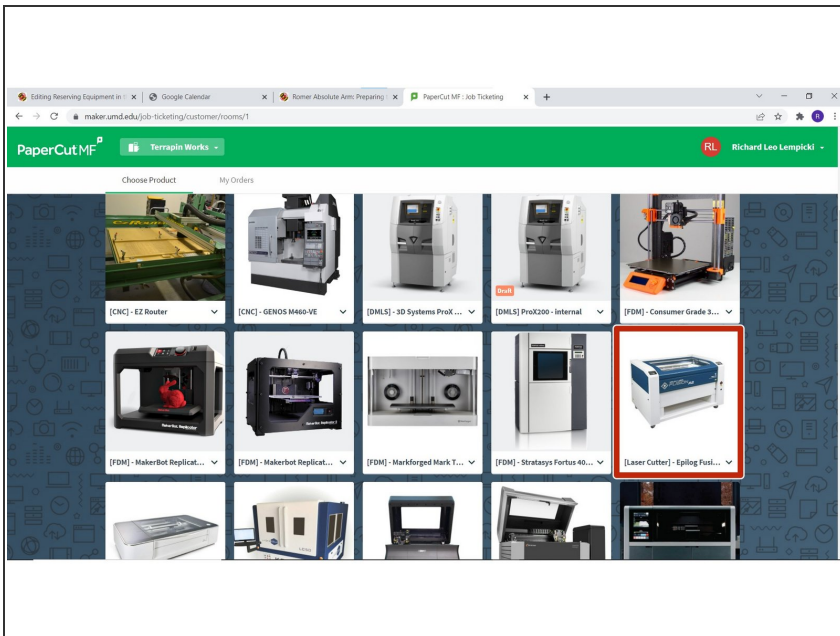 Editing Reserving Equipment in t
Google Calendar
Romer Absolute Arm: Preparing
PaperCut MF : Job Ticketing
maker.umd.edu/job-ticketing/customer/rooms/1
R
PaperCutMF
Terrapin Works
RL
Richard Leo Lempicki
Choose Product
My Orders
Draft
[CNC] - EZ Router
[CNC] - GENOS M460-VE
[DMLS] - 3D Systems ProX ...
[DMLS] ProX200 - internal
[FDM] - Consumer Grade 3...
[FDM] - MakerBot Replicat...
[FDM] - Makerbot Replicat...
[FDM] - Markforged Mark T...
[FDM] - Stratasys Fortus 40...
[Laser Cutter] - Epilog Fusi...